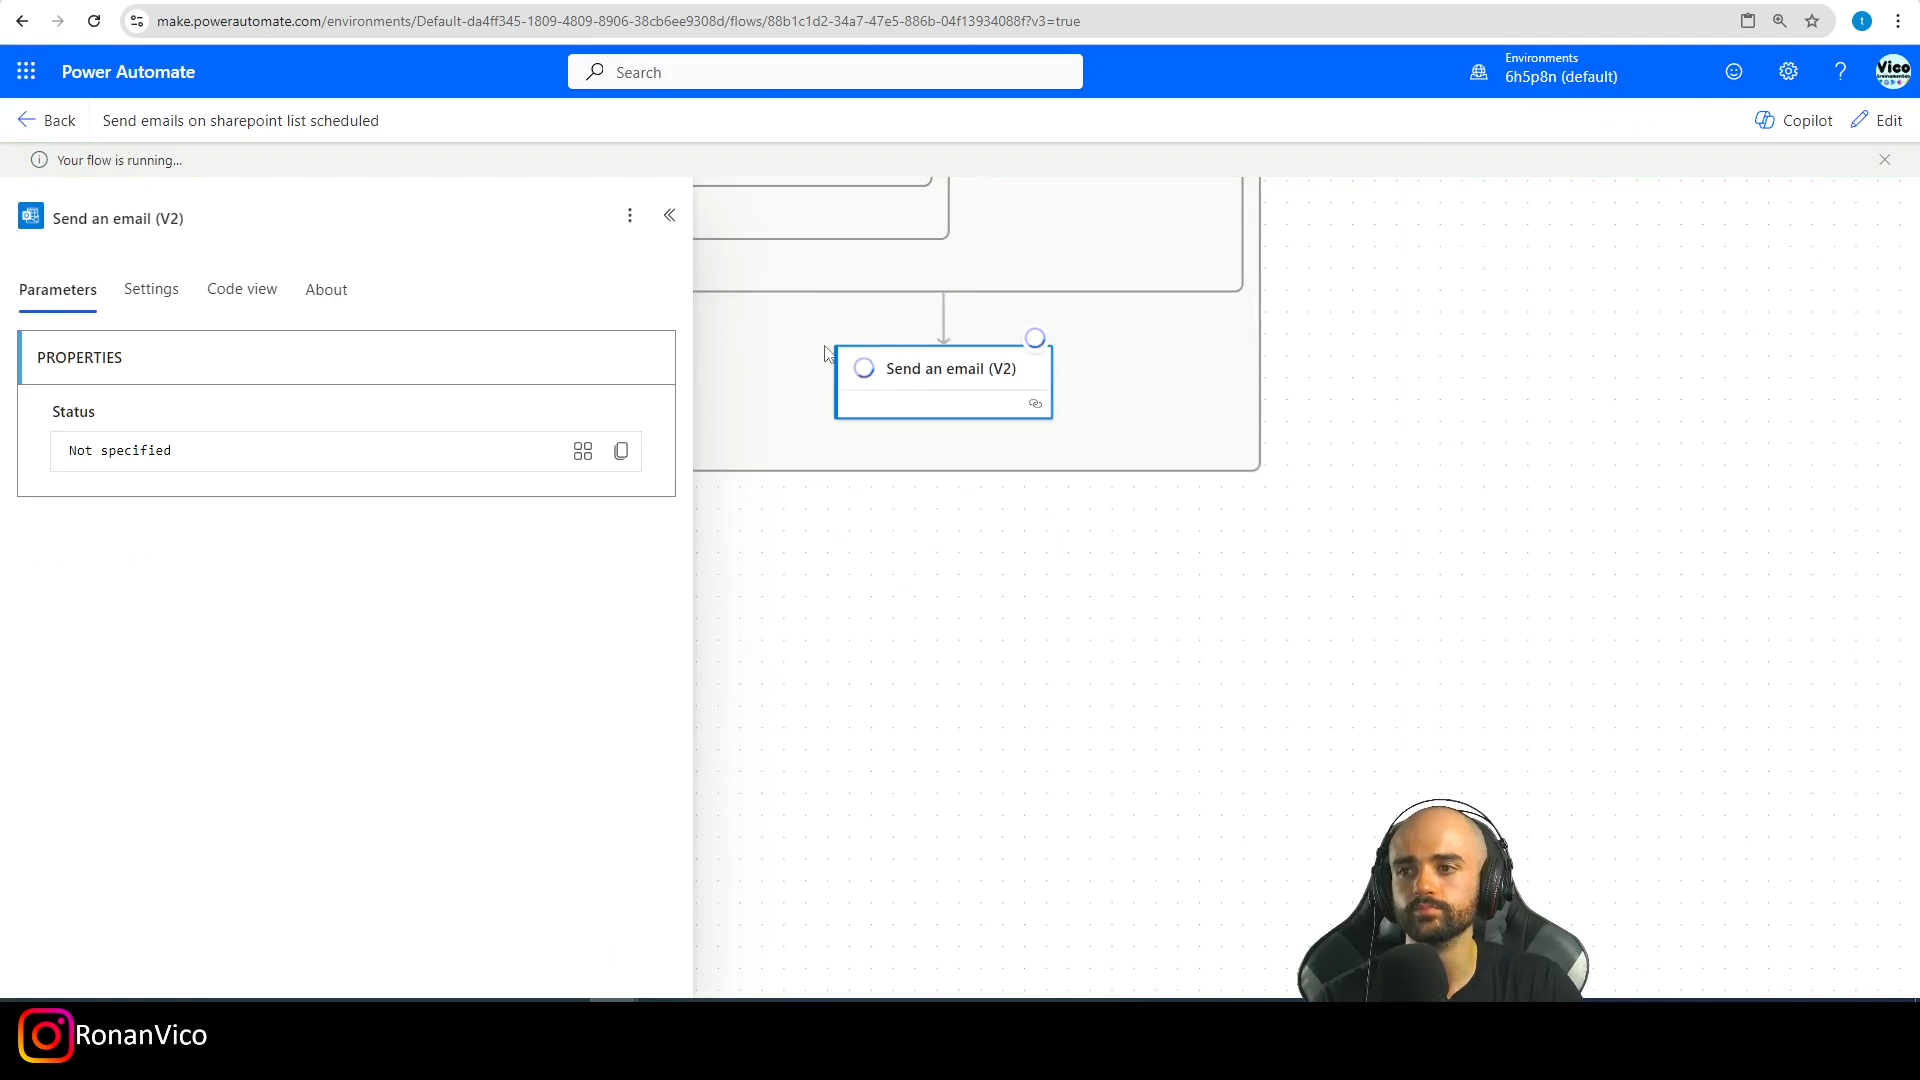 make.powerautomate.com/environments/Default-da4ff345-1809-4809-8906-38cb6ee9308d/flows/88b1c1d2-34a7-47e5-886b-04f13934088f?v3=true
t
Power Automate
Search
Environments
6h5p8n (default)
Vico
Back
Send emails on sharepoint list scheduled
Copilot
Edit
Your flow is running...
Send an email (V2)
Parameters
Settings
Code view
About
PROPERTIES
Status
Not specified
Send an email (V2)
RonanVico